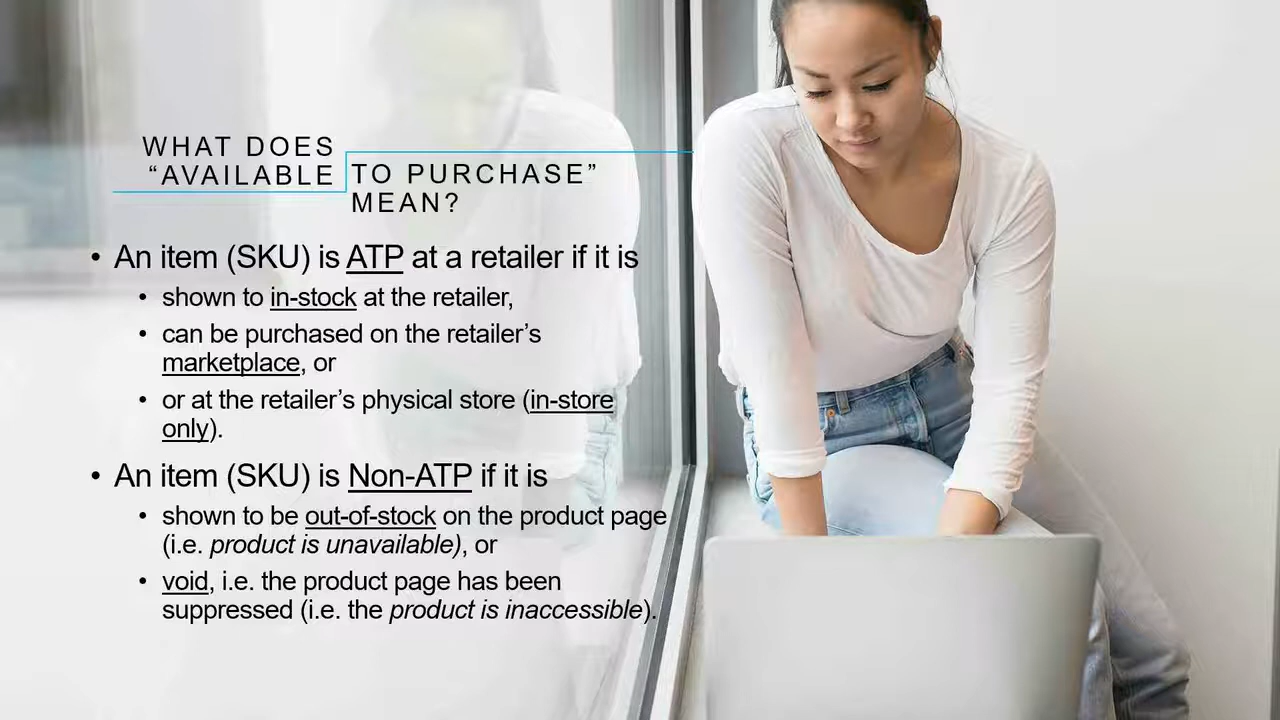 WHAT DOES
“AVAILABLE
TO PURCHASE”
MEAN?
• An item (SKU) is ATP at a retailer if it is
• shown to in-stock at the retailer,
• can be purchased on the retailer’s
marketplace, or
• or at the retailer’s physical store (in-store
only).
• An item (SKU) is Non-ATP if it is
• shown to be out-of-stock on the product page
(i.e. product is unavailable), or
• void, i.e. the product page has been
suppressed (i.e. the product is inaccessible).